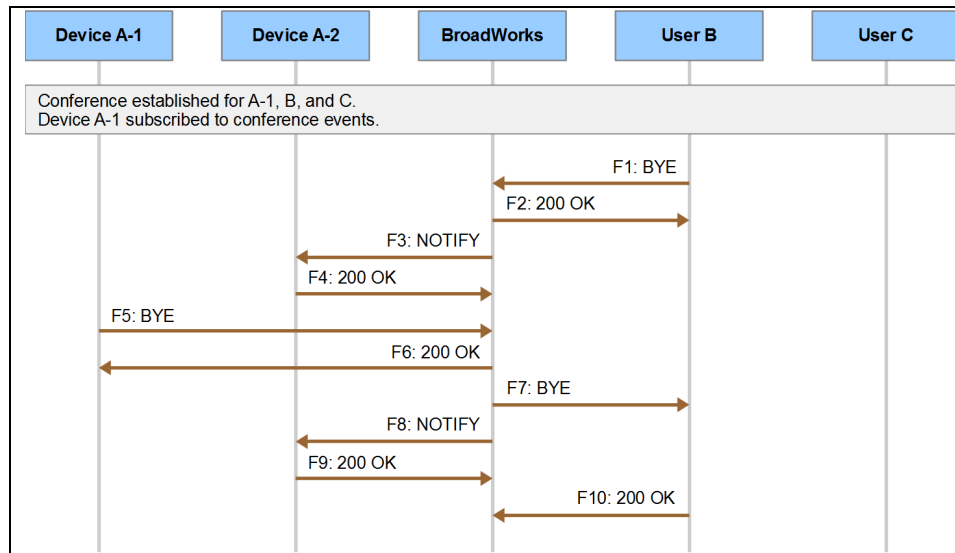 Device A-1
Device A-2
BroadWorks
User B
User C
Conference established for A-1, B, and C.
Device A-1 subscribed to conference events.
F1: BYE
F2: 200 OK
F3: NOTIFY
F4: 200 OK
F5: BYE
F6: 200 OK
F7: BYE
F8: NOTIFY
F9: 200 OK
F10: 200 OK